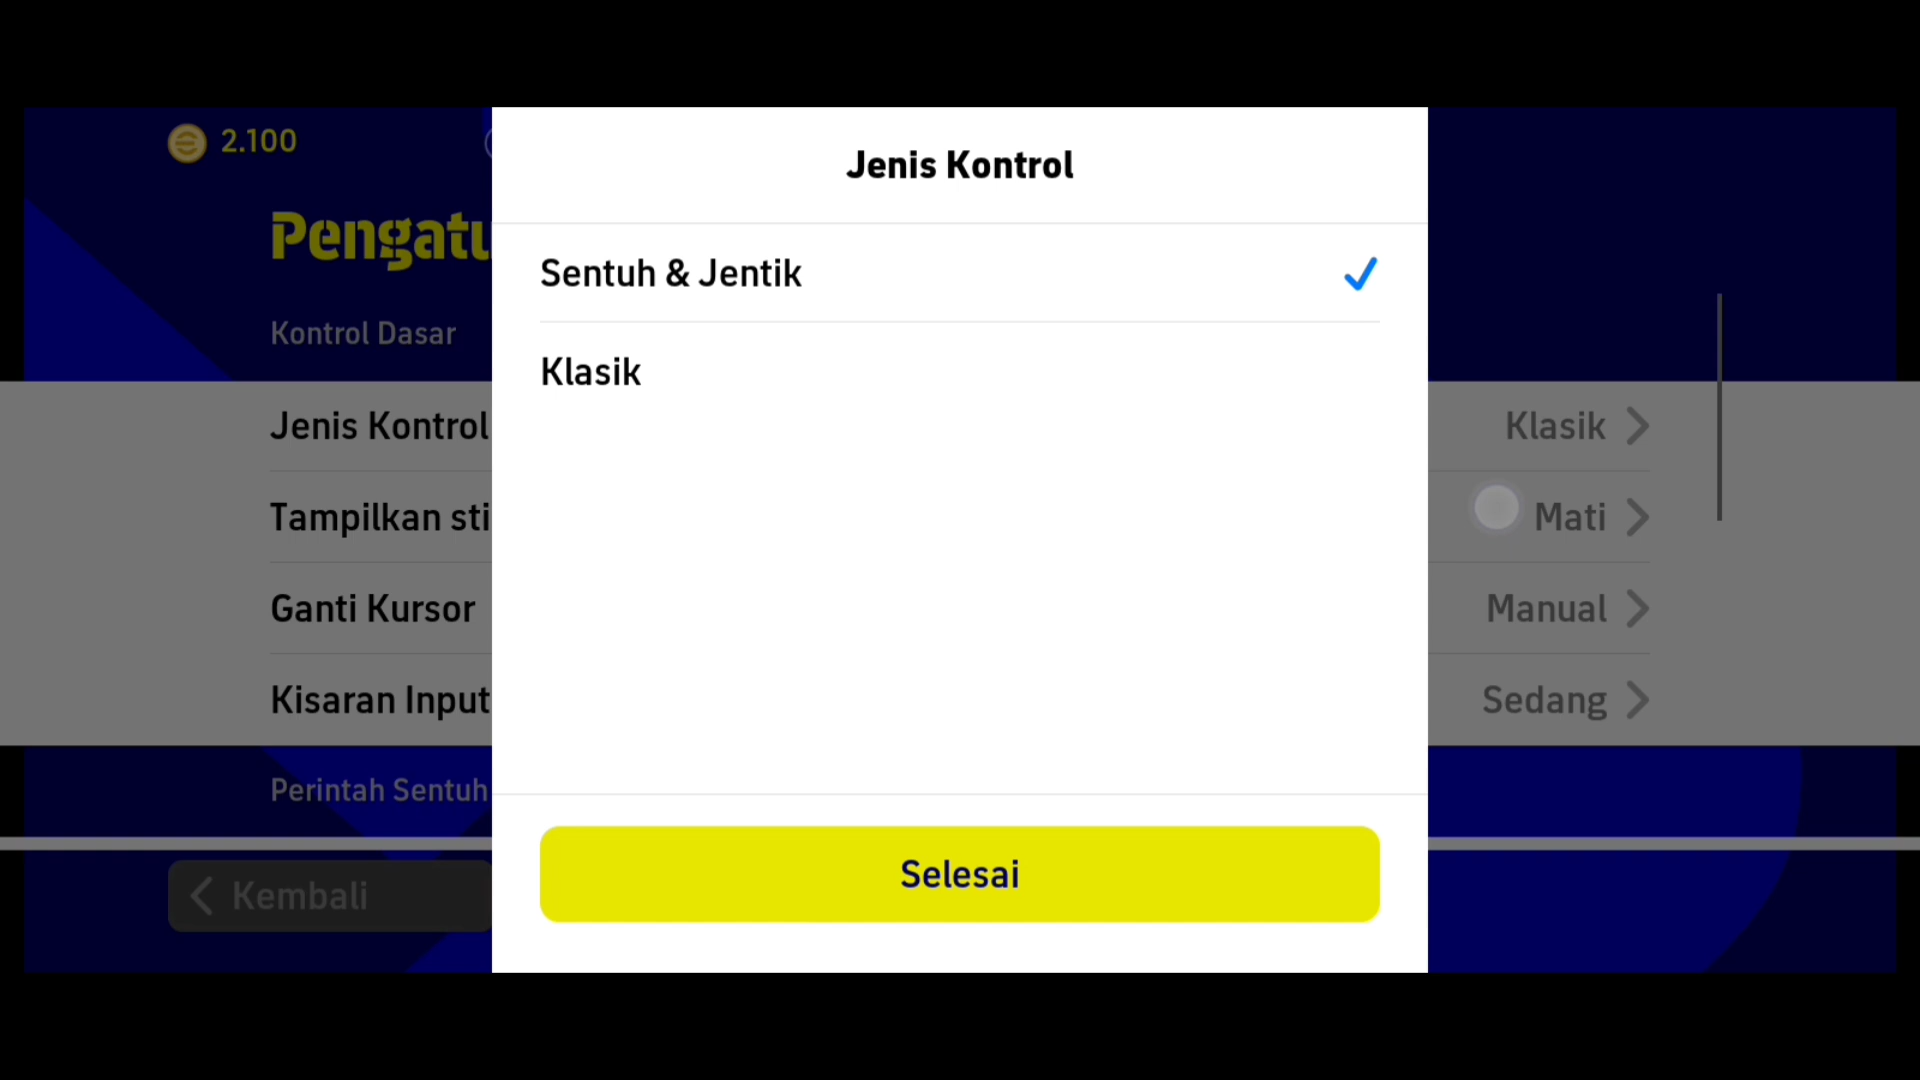 2.100
Pengatu
Kontrol Dasar
Jenis Kontrol
Sentuh & Jentik
Klasik
Jenis Kontrol
Klasik
Tampilkan sti
Mati
Ganti Kursor
Manual
Kisaran Input
Sedang
Perintah Sentuh
Selesai
Kembali